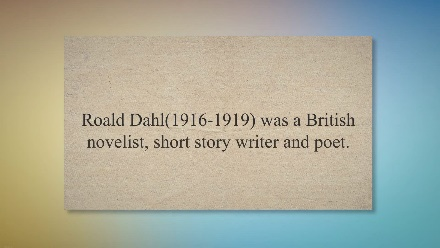 Roald Dahl(1916-1919) was a British
novelist, short story writer and poet.